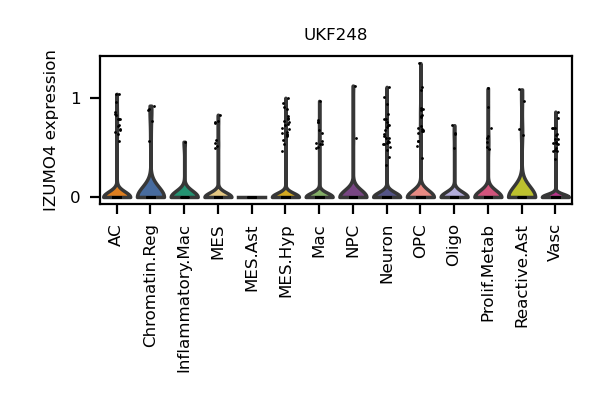 UKF248
IZUMO4 expression
1
0
AC
Chromatin.Reg
Inflammatory.Mac
MES
MES.Ast
MES.Hyp
Mac
NPC
Neuron
OPC
Oligo
Prolif.Metab
Reactive.Ast
Vasc